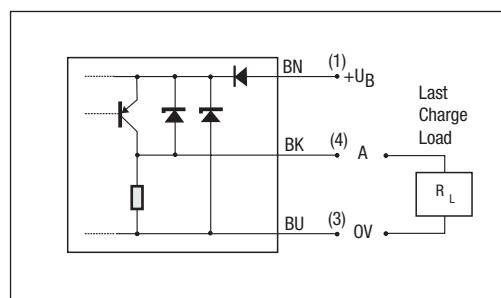 BN (1) +UB
Last
Charge
Load
BK (4) A
RL
BU (3) 0V